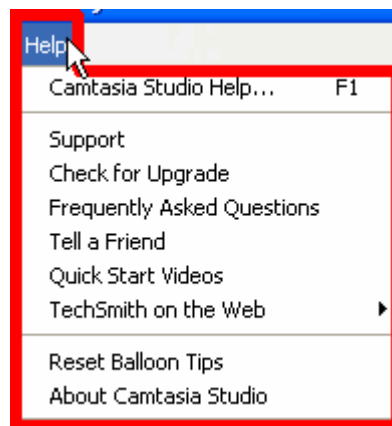 Help
Camtasia Studio Help... F1
Support
Check for Upgrade
Frequently Asked Questions
Tell a Friend
Quick Start Videos
TechSmith on the Web
Reset Balloon Tips
About Camtasia Studio